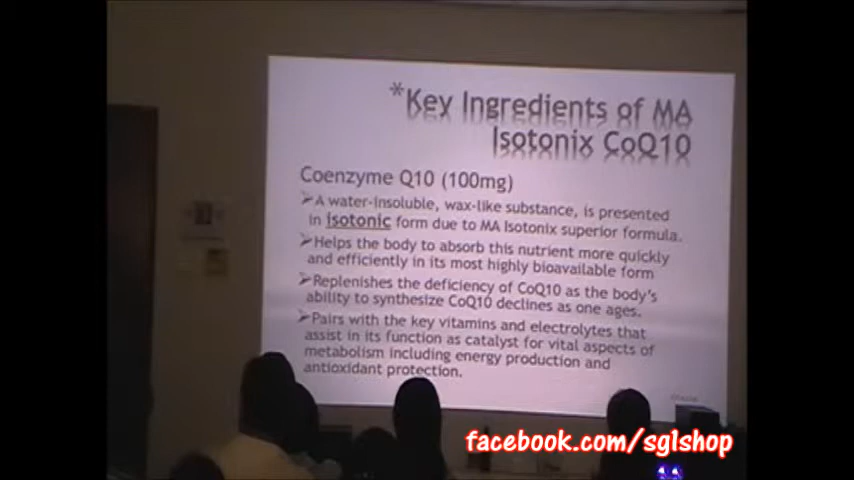 *Key Ingredients of MA
Isotonix CoQ10
Coenzyme Q10 (100mg)
➢A water-insoluble, wax-like substance, is presented
in isotonic form due to MA Isotonix superior formula.
➢Helps the body to absorb this nutrient more quickly
and efficiently in its most highly bioavailable form
➢Replenishes the deficiency of CoQ10 as the body's
ability to synthesize CoQ10 declines as one ages.
➢Pairs with the key vitamins and electrolytes that
assist in its function as catalyst for vital aspects of
metabolism including energy production and
antioxidant protection.
facebook.com/sg1shop